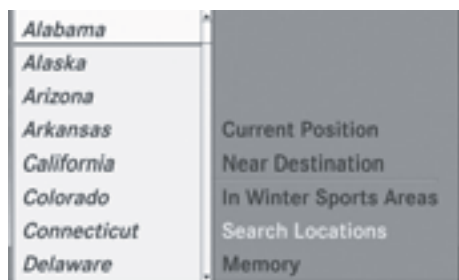 Alabama
Alaska
Arizona
Arkansas
California
Colorado
Connecticut
Delaware
Current Position
Near Destination
In Winter Sports Areas
Search Locations
Memory